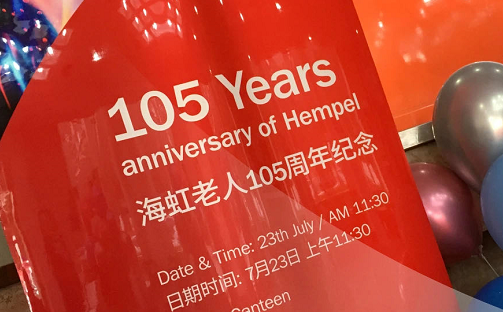 105 Years
anniversary of Hempel
海虹老人105周年纪念
Date & Time: 23th July / AM 11:30
日期时间: 7月23日 上午11:30
Canteen